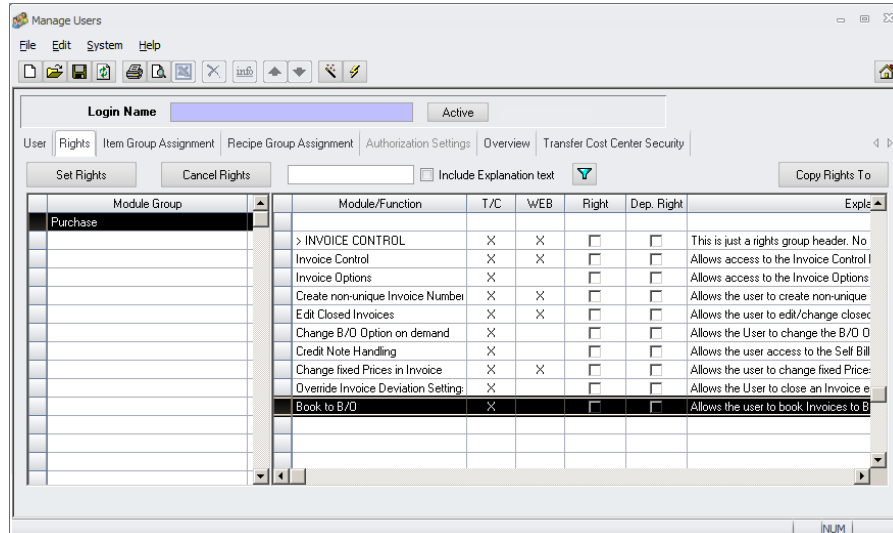 Manage Users
File Edit System Help
info
Login Name Active
User Rights Item Group Assignment Recipe Group Assignment Authorization Settings Overview Transfer Cost Center Security
Set Rights Cancel Rights Include Explanation text Copy Rights To
Module Group Module/Function T/C WEB Right Dep. Right Expla
Purchase
> INVOICE CONTROL X X This is just a rights group header. No
Invoice Control X X Allows access to the Invoice Control
Invoice Options X Allows access to the Invoice Options
Create non-unique Invoice Number X X Allows the user to create non-unique
Edit Closed Invoices X X Allows the user to edit/change closed
Change B/O Option on demand X Allows the User to change the B/O O
Credit Note Handling X Allows the user access to the Self Bill
Change fixed Prices in Invoice X X Allows the user to change fixed Price
Override Invoice Deviation Setting X Allows the User to close an Invoice e
Book to B/O X Allows the user to book Invoices to B
NUM